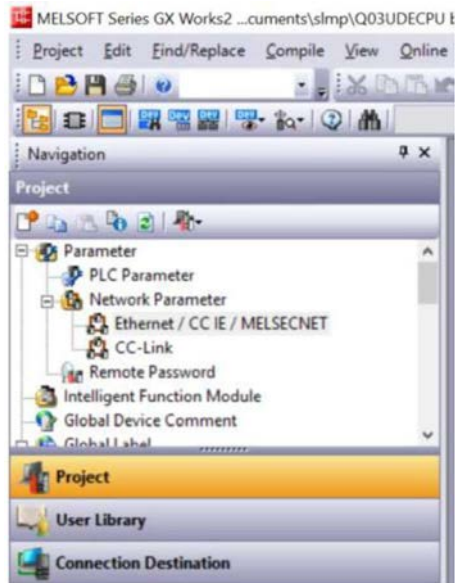 MELSOFT Series GX Works2 ...cuments\slmp\Q03UDECPU
Project Edit Find/Replace Compile View Online
Navigation
Project
Parameter
PLC Parameter
Network Parameter
Ethernet / CC IE / MELSECNET
CC-Link
Remote Password
Intelligent Function Module
Global Device Comment
Global Label
Project
User Library
Connection Destination